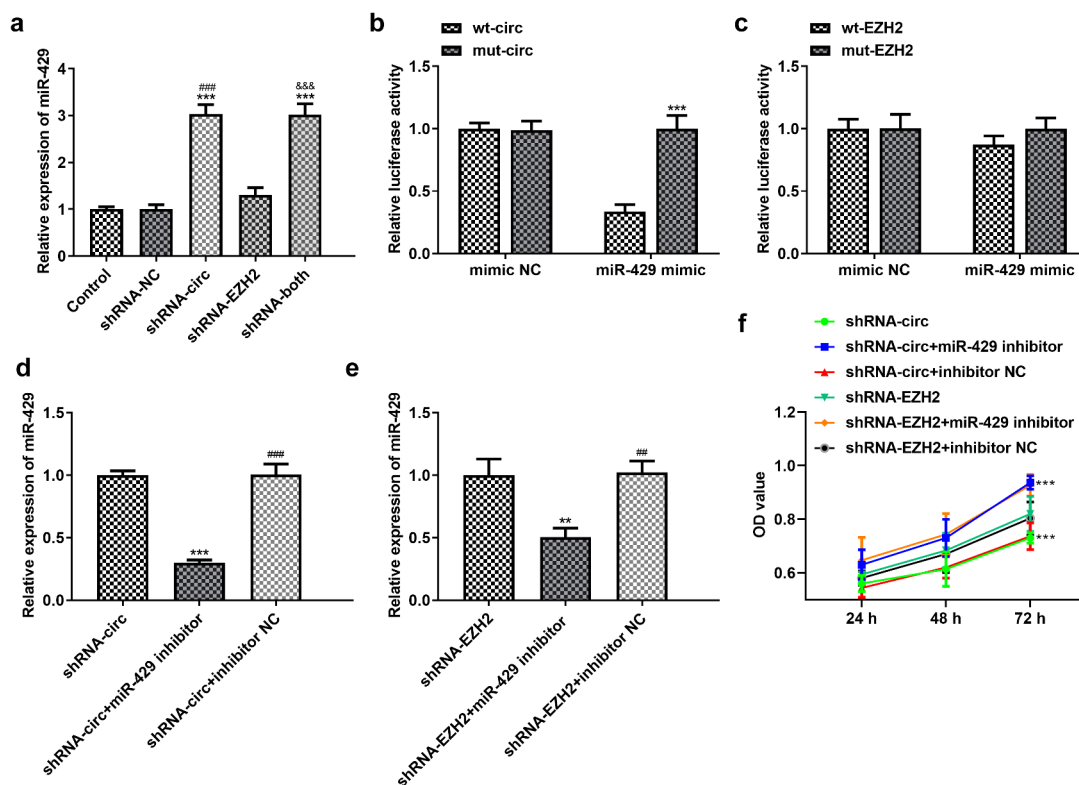 a
Relative expression of miR-429
4
3
2
1
0
###
***
&&&
***
Control
shRNA-NC
shRNA-circ
shRNA-EZH2
shRNA-both
b
wt-circ
mut-circ
Relative luciferase activity
1.5
1.0
0.5
0.0
***
mimic NC
miR-429 mimic
c
wt-EZH2
mut-EZH2
Relative luciferase activity
1.5
1.0
0.5
0.0
mimic NC
miR-429 mimic
d
Relative expression of miR-429
1.5
1.0
0.5
0.0
***
###
shRNA-circ
shRNA-circ+miR-429 inhibitor
shRNA-circ+inhibitor NC
e
Relative expression of miR-429
1.5
1.0
0.5
0.0
**
##
shRNA-EZH2
shRNA-EZH2+miR-429 inhibitor
shRNA-EZH2+inhibitor NC
f
shRNA-circ
shRNA-circ+miR-429 inhibitor
shRNA-circ+inhibitor NC
shRNA-EZH2
shRNA-EZH2+miR-429 inhibitor
shRNA-EZH2+inhibitor NC
OD value
1.2
1.0
0.8
0.6
***
***
24 h
48 h
72 h